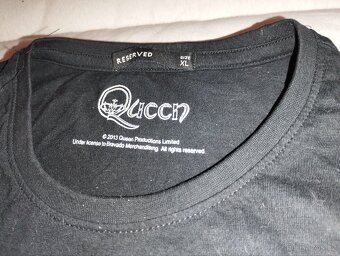 RESERVED
SIZE
XL
Queen
© 2013 Queen Productions Limited
Under license to Bravado Merchandising. All rights reserved.